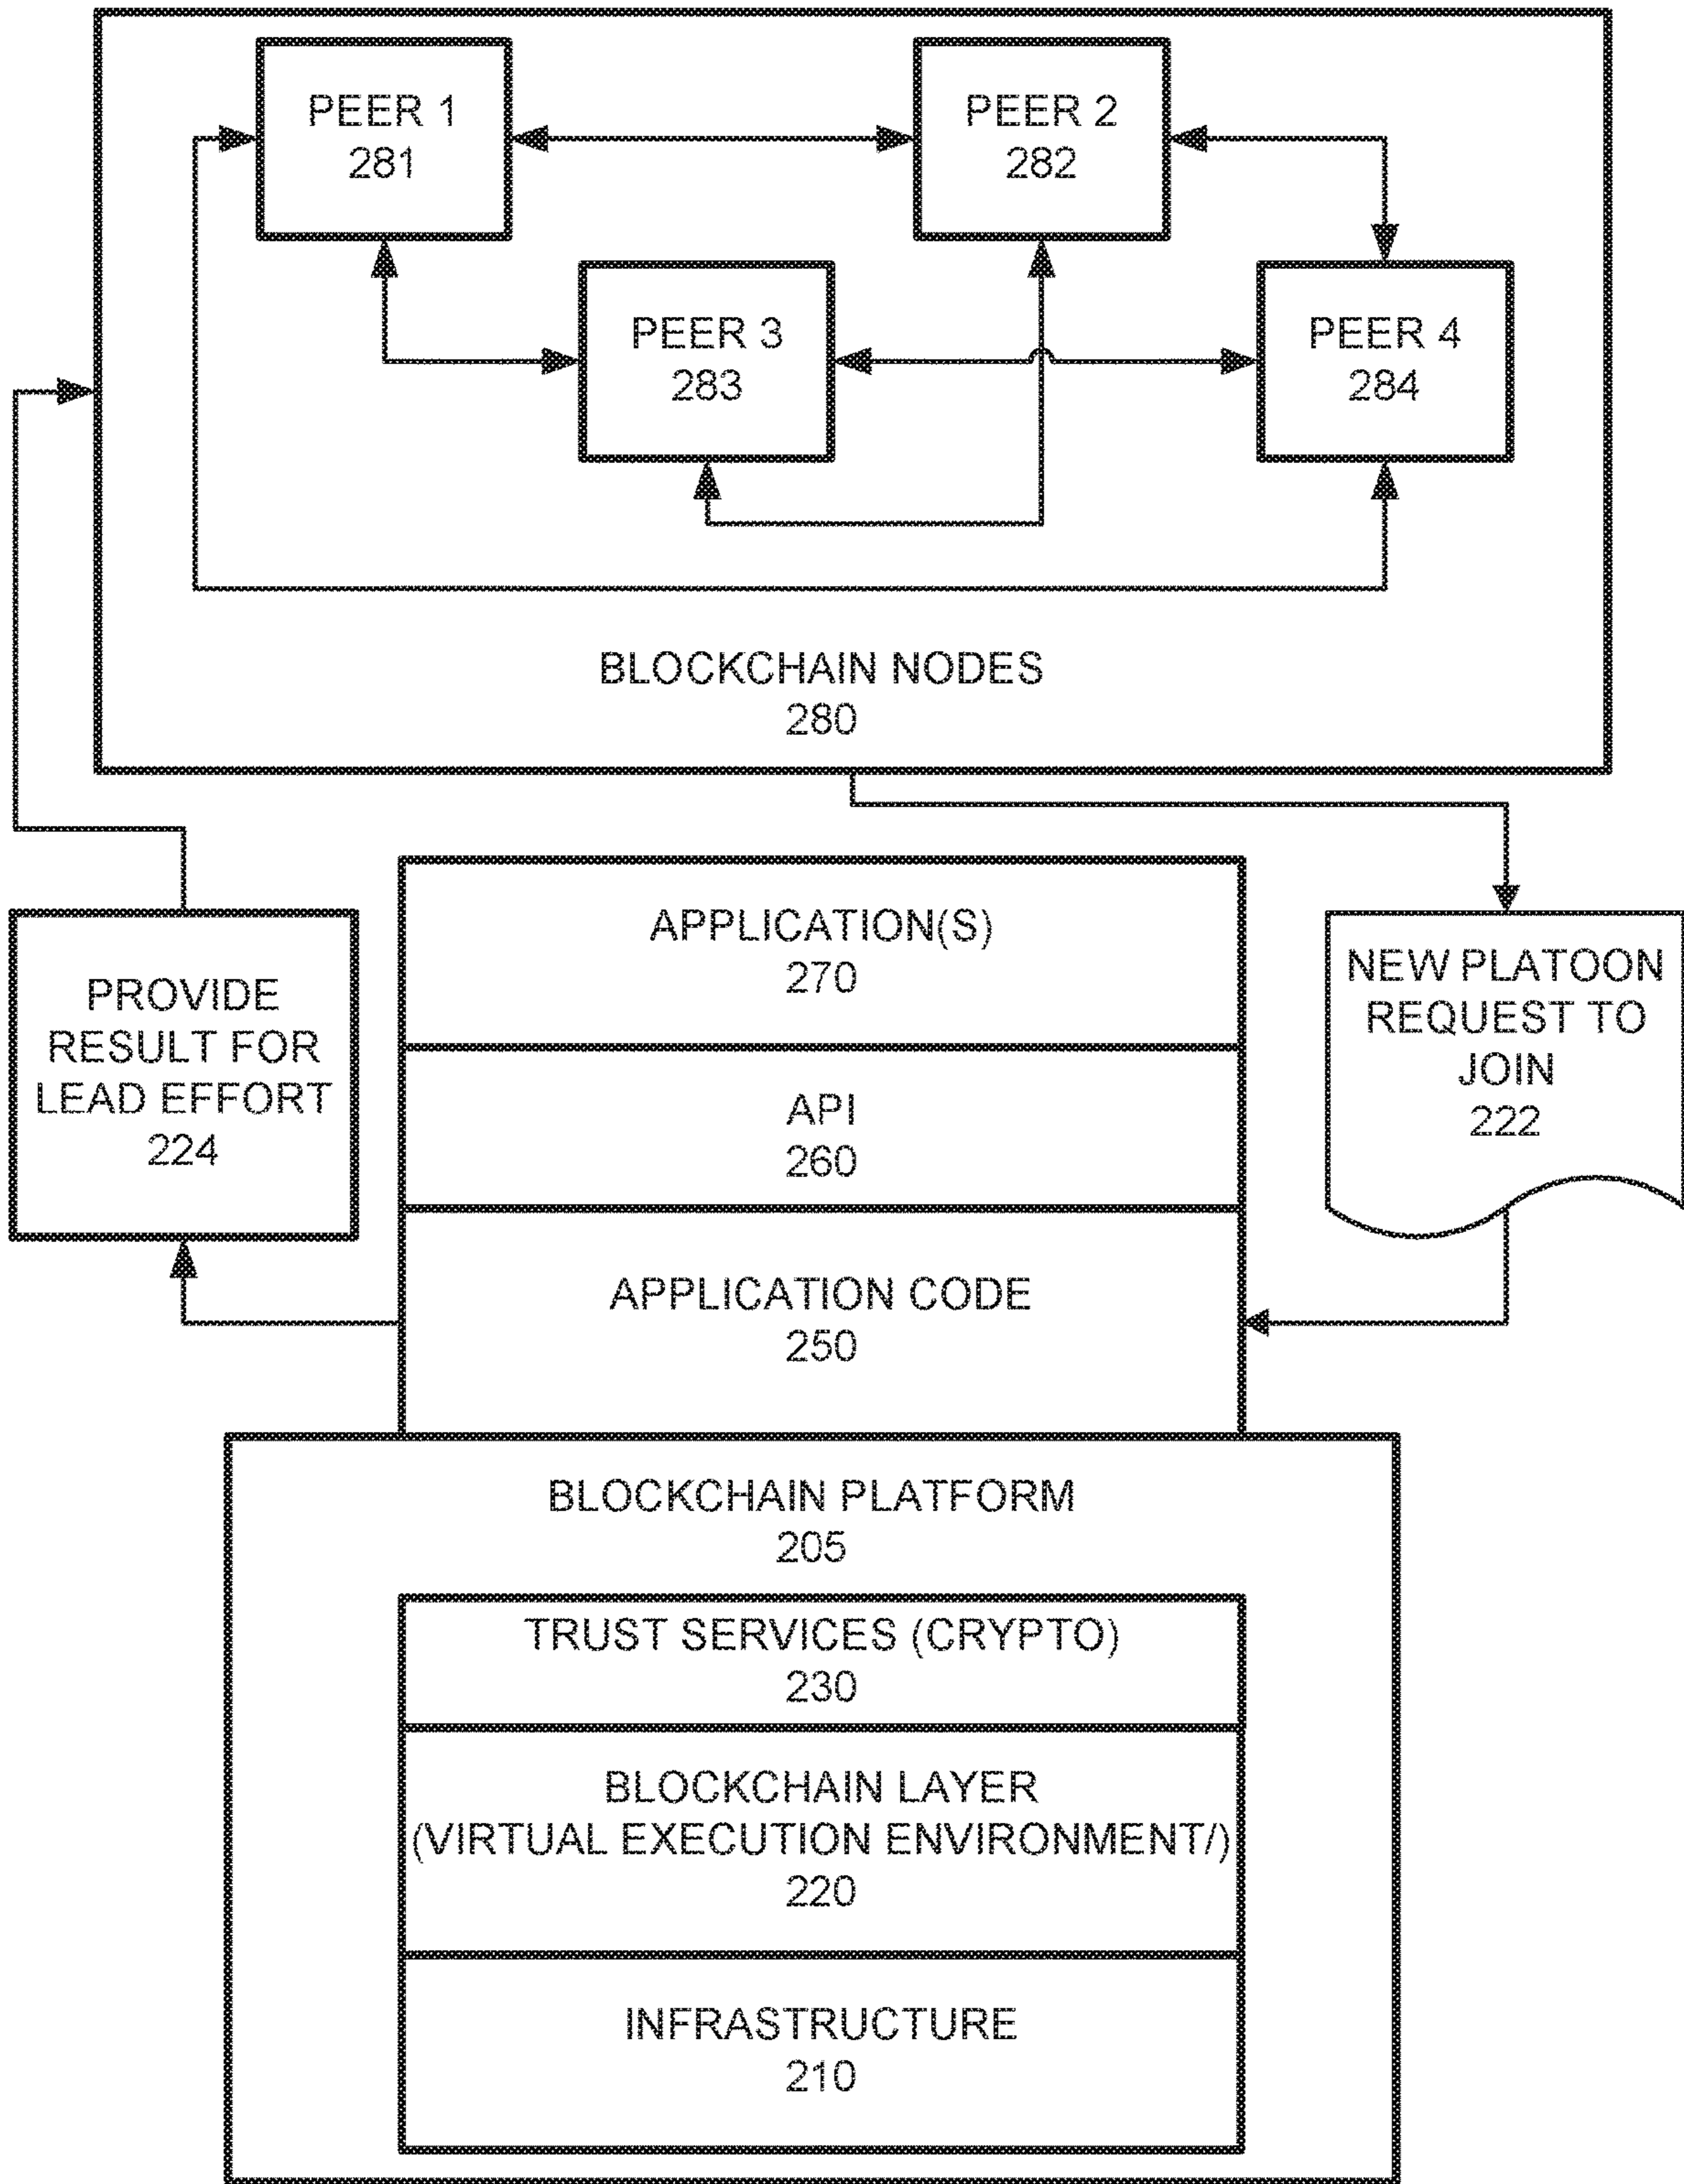 PEER 1
281
PEER 2
282
PEER 3
283
PEER 4
284
BLOCKCHAIN NODES
280
PROVIDE
RESULT FOR
LEAD EFFORT
224
APPLICATION(S)
270
API
260
APPLICATION CODE
250
NEW PLATOON
REQUEST TO
JOIN
222
BLOCKCHAIN PLATFORM
205
TRUST SERVICES (CRYPTO)
230
BLOCKCHAIN LAYER
(VIRTUAL EXECUTION ENVIRONMENT/)
220
INFRASTRUCTURE
210